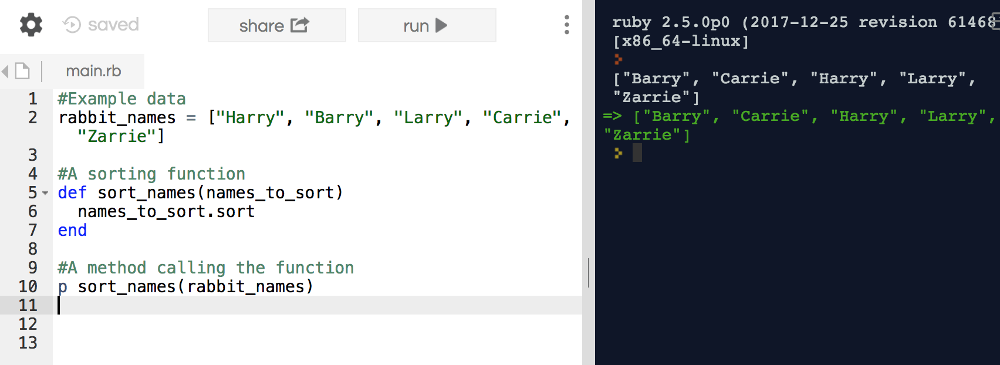 saved
share
run
main.rb
1 #Example data
2 rabbit_names = ["Harry", "Barry", "Larry", "Carrie",
"Zarrie"]
3
4 #A sorting function
5 def sort_names(names_to_sort)
6 names_to_sort.sort
7 end
8
9 #A method calling the function
10 p sort_names(rabbit_names)
11
12
13
ruby 2.5.0p0 (2017-12-25 revision 61468
[x86_64-linux]
["Barry", "Carrie", "Harry", "Larry",
"Zarrie"]
=> ["Barry", "Carrie", "Harry", "Larry",
"Zarrie"]